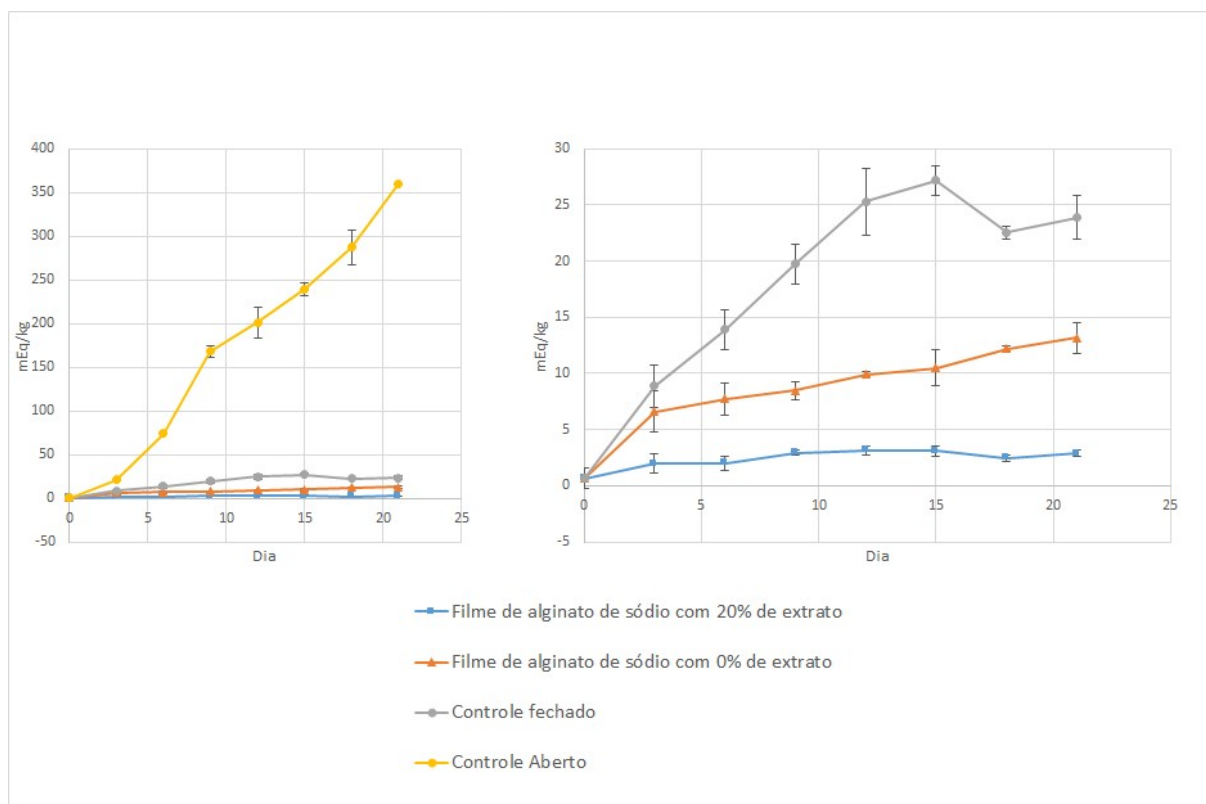 400
350
300
250
200
150
100
50
0
-50
mEq/kg
0 5 10 15 20 25
Dia
30
25
20
15
10
5
0
-5
mEq/kg
0 5 10 15 20 25
Dia
Filme de alginato de sódio com 20% de extrato
Filme de alginato de sódio com 0% de extrato
Controle fechado
Controle Aberto